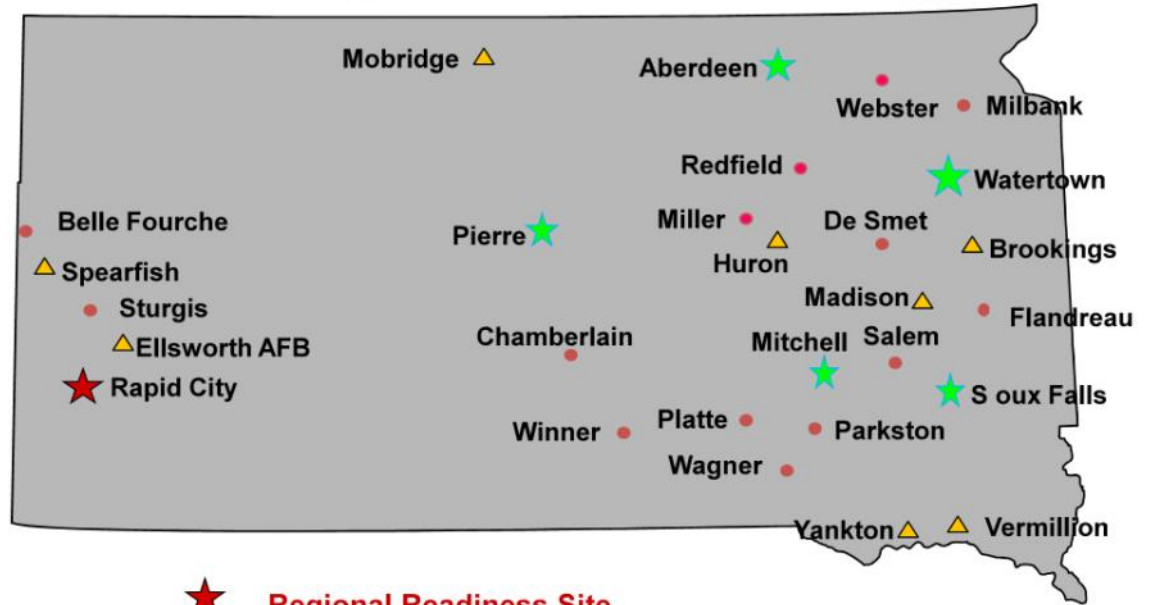 Mobridge
Aberdeen
Webster
Milbank
Redfield
Watertown
Belle Fourche
Pierre
Miller
De Smet
Spearfish
Huron
Brookings
Sturgis
Madison
Flandreau
Ellsworth AFB
Chamberlain
Mitchell
Salem
Rapid City
S oux Falls
Winner
Platte
Parkston
Wagner
Yankton
Vermillion
Regional Readiness Site